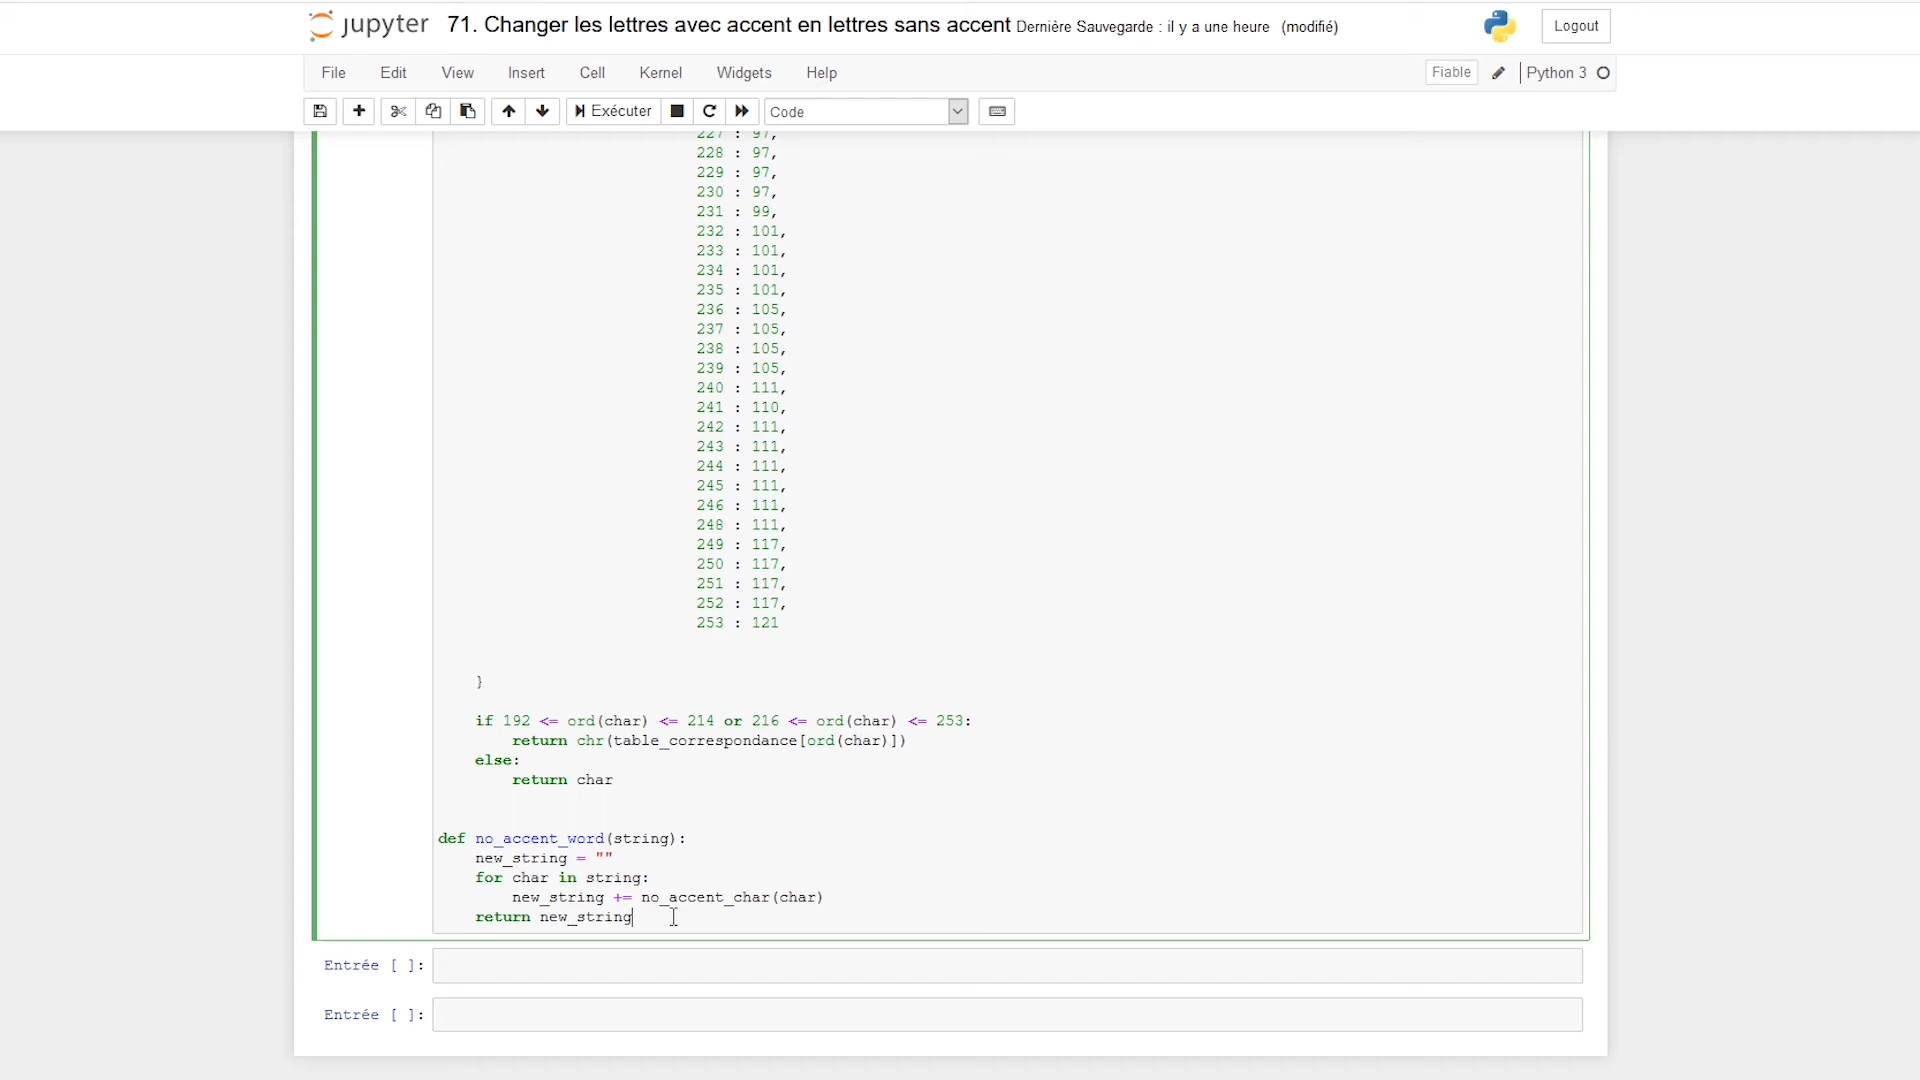 jupyter 71. Changer les lettres avec accent en lettres sans accent Dernière Sauvegarde : il y a une heure (modifié) Logout
File Edit View Insert Cell Kernel Widgets Help Fiable Python 3
Exécuter Code
227 : 97,
228 : 97,
229 : 97,
230 : 97,
231 : 99,
232 : 101,
233 : 101,
234 : 101,
235 : 101,
236 : 105,
237 : 105,
238 : 105,
239 : 105,
240 : 111,
241 : 110,
242 : 111,
243 : 111,
244 : 111,
245 : 111,
246 : 111,
248 : 111,
249 : 117,
250 : 117,
251 : 117,
252 : 117,
253 : 121
}
if 192 <= ord(char) <= 214 or 216 <= ord(char) <= 253:
return chr(table_correspondance[ord(char)])
else:
return char
def no_accent_word(string):
new_string = ""
for char in string:
new_string += no_accent_char(char)
return new_string
Entrée [ ]:
Entrée [ ]: